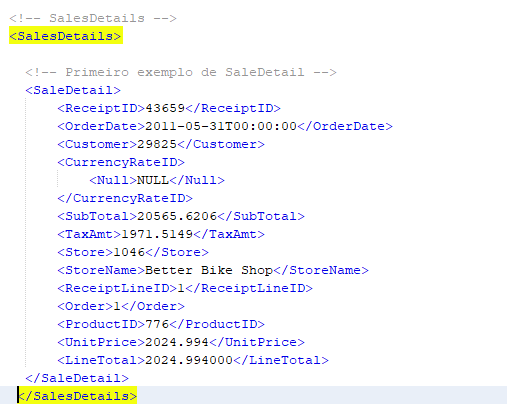 <!-- SalesDetails -->
<SalesDetails>
<!-- Primeiro exemplo de SaleDetail -->
<SaleDetail>
<ReceiptID>43659</ReceiptID>
<OrderDate>2011-05-31T00:00:00</OrderDate>
<Customer>29825</Customer>
<CurrencyRateID>
<Null>NULL</Null>
</CurrencyRateID>
<SubTotal>20565.6206</SubTotal>
<TaxAmt>1971.5149</TaxAmt>
<Store>1046</Store>
<StoreName>Better Bike Shop</StoreName>
<ReceiptLineID>1</ReceiptLineID>
<Order>1</Order>
<ProductID>776</ProductID>
<UnitPrice>2024.994</UnitPrice>
<LineTotal>2024.994000</LineTotal>
</SaleDetail>
</SalesDetails>